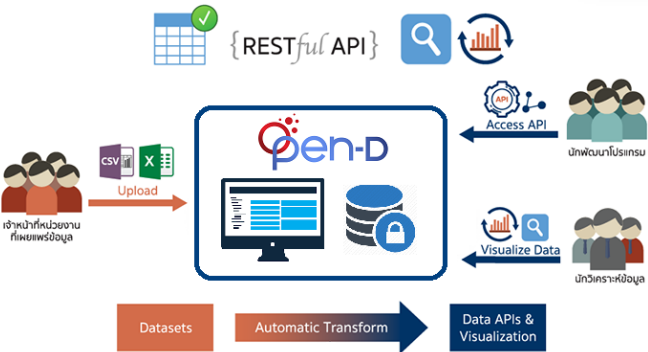 {RESTful API}
API
Access API
นักพัฒนาโปรแกรม
Open-D
CSV
X
Upload
เจ้าหน้าที่หน่วยงาน
ที่เผยแพร่ข้อมูล
Visualize Data
นักวิเคราะห์ข้อมูล
Datasets
Automatic Transform
Data APIs &
Visualization